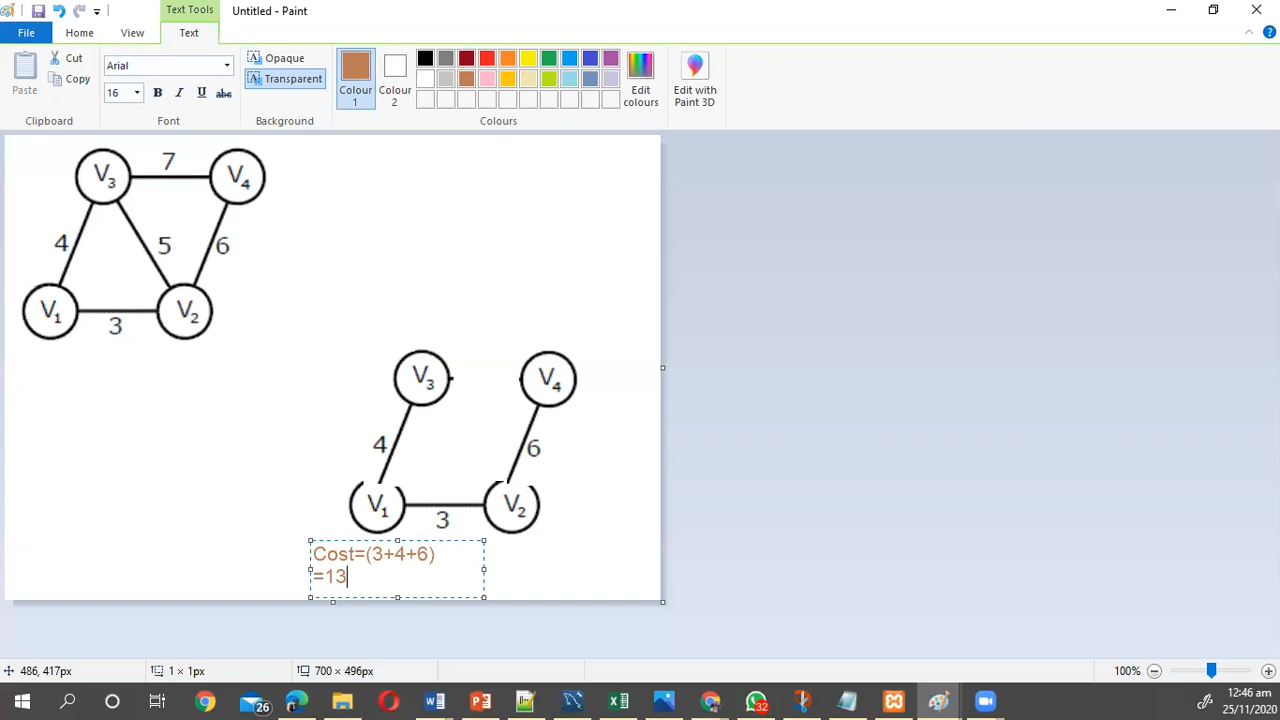 Text Tools
Untitled - Paint
File
Home
View
Text
Paste
Cut
Copy
Clipboard
Arial
16
B I U abc
Font
Opaque
Transparent
Background
Colour 1
Colour 2
Edit colours
Colours
Edit with Paint 3D
V3 7 V4
4 5 6
V1 3 V2
V3 V4
4 6
V1 3 V2
Cost=(3+4+6)
=13
486, 417px
1 × 1px
700 × 496px
100%
26
32
12:46 am
25/11/2020